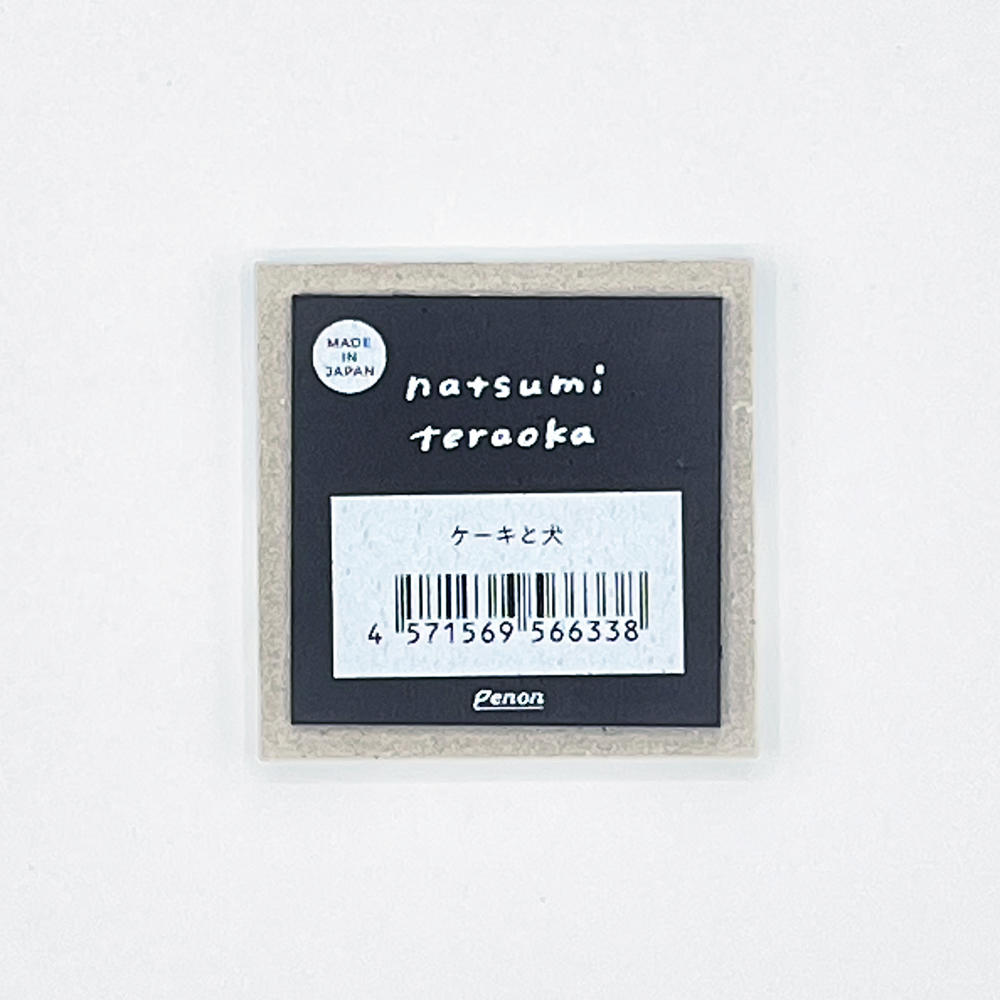 MADE
IN
JAPAN
natsumi
teraoka
ケーキと犬
4 571569 566338
Penon